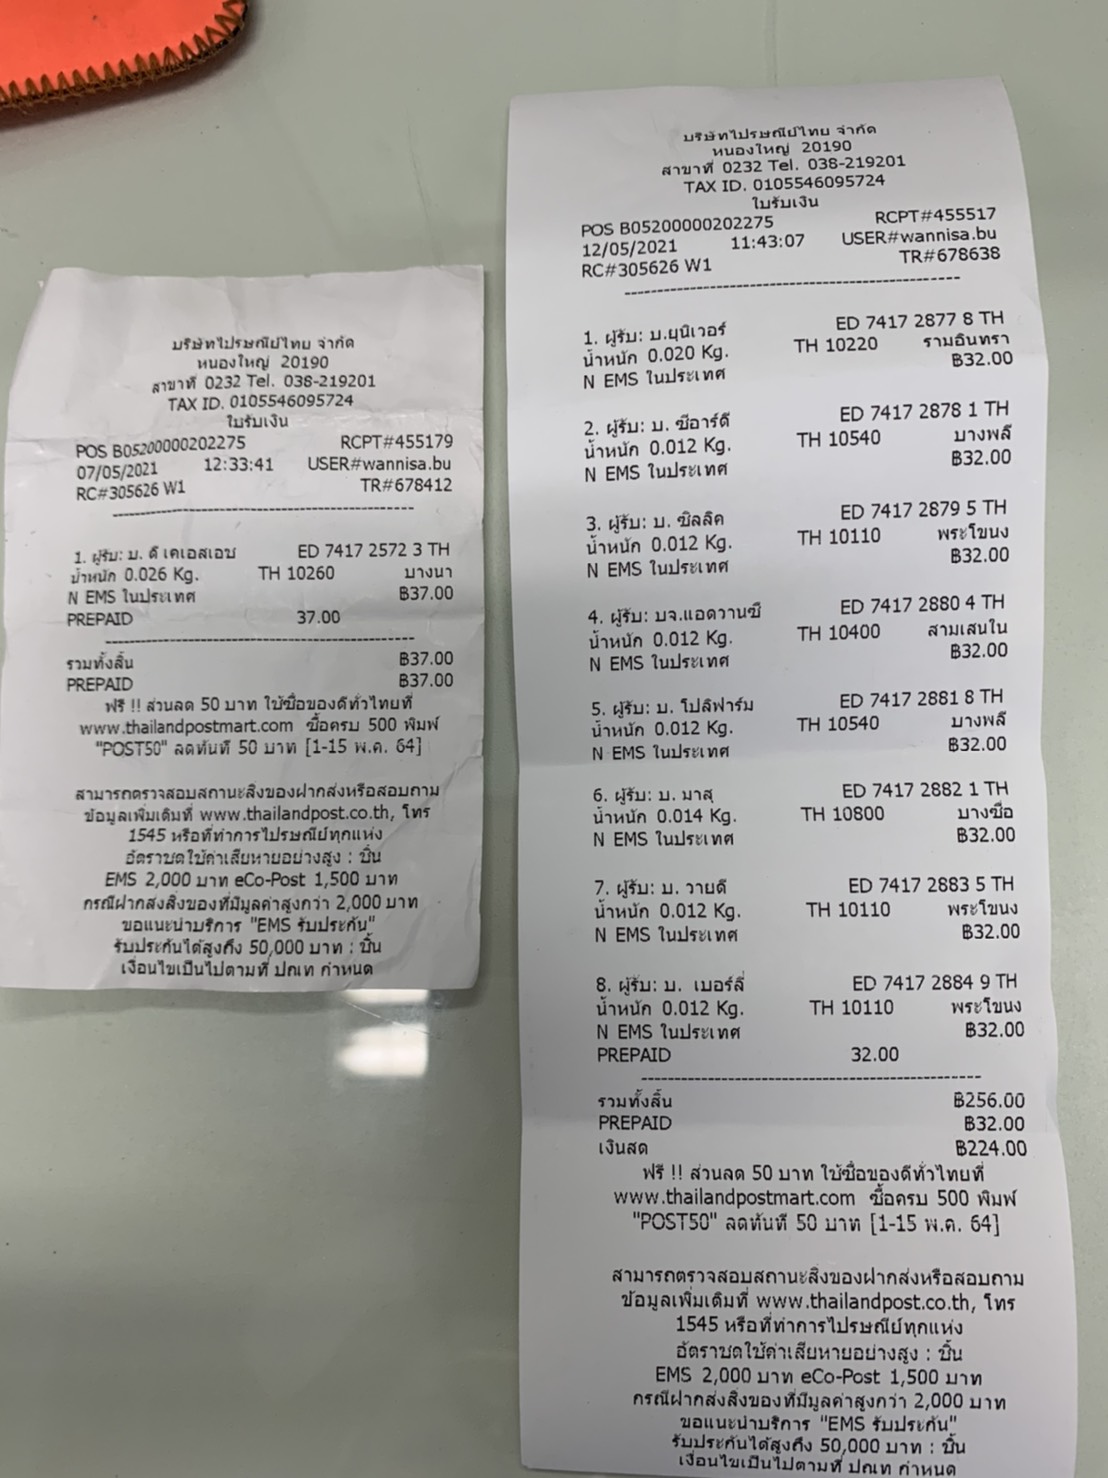 บริษัทไปรษณีย์ไทย จำกัด
หนองใหญ่ 20190
สาขาที่ 0232 Tel. 038-219201
TAX ID. 0105546095724
ใบรับเงิน
POS B05200000202275 RCPT#455179
07/05/2021 12:33:41 USER#wannisa.bu
RC#305626 W1 TR#678412
1. ผู้รับ: บ. ดี เคเอสเอช ED 7417 2572 3 TH
น้ำหนัก 0.026 Kg. TH 10260 บางนา
N EMS ในประเทศ ฿37.00
PREPAID 37.00
รวมทั้งสิ้น ฿37.00
PREPAID ฿37.00
ฟรี !! ส่วนลด 50 บาท ใช้ซื้อของดีทั่วไทยที่
www.thailandpostmart.com ซื้อครบ 500 พิมพ์
"POST50" ลดทันที 50 บาท [1-15 พ.ค. 64]
สามารถตรวจสอบสถานะสิ่งของฝากส่งหรือสอบถาม
ข้อมูลเพิ่มเติมที่ www.thailandpost.co.th, โทร
1545 หรือที่ทำการไปรษณีย์ทุกแห่ง
อัตราชดใช้ค่าเสียหายอย่างสูง : ชิ้น
EMS 2,000 บาท eCo-Post 1,500 บาท
กรณีฝากส่งสิ่งของที่มีมูลค่าสูงกว่า 2,000 บาท
ขอแนะนำบริการ "EMS รับประกัน"
รับประกันได้สูงถึง 50,000 บาท : ชิ้น
เงื่อนไขเป็นไปตามที่ ปณท กำหนด
บริษัทไปรษณีย์ไทย จำกัด
หนองใหญ่ 20190
สาขาที่ 0232 Tel. 038-219201
TAX ID. 0105546095724
ใบรับเงิน
POS B05200000202275 RCPT#455517
12/05/2021 11:43:07 USER#wannisa.bu
RC#305626 W1 TR#678638
1. ผู้รับ: บ.ยูนิเวอร์ ED 7417 2877 8 TH
น้ำหนัก 0.020 Kg. TH 10220 รามอินทรา
N EMS ในประเทศ ฿32.00
2. ผู้รับ: บ. ซีอาร์ดี ED 7417 2878 1 TH
น้ำหนัก 0.012 Kg. TH 10540 บางพลี
N EMS ในประเทศ ฿32.00
3. ผู้รับ: บ. ซิลลิค ED 7417 2879 5 TH
น้ำหนัก 0.012 Kg. TH 10110 พระโขนง
N EMS ในประเทศ ฿32.00
4. ผู้รับ: บจ.แอดวานซ์ ED 7417 2880 4 TH
น้ำหนัก 0.012 Kg. TH 10400 สามเสนใน
N EMS ในประเทศ ฿32.00
5. ผู้รับ: บ. โปลิฟาร์ม ED 7417 2881 8 TH
น้ำหนัก 0.012 Kg. TH 10540 บางพลี
N EMS ในประเทศ ฿32.00
6. ผู้รับ: บ. มาสุ ED 7417 2882 1 TH
น้ำหนัก 0.014 Kg. TH 10800 บางซื่อ
N EMS ในประเทศ ฿32.00
7. ผู้รับ: บ. วายดี ED 7417 2883 5 TH
น้ำหนัก 0.012 Kg. TH 10110 พระโขนง
N EMS ในประเทศ ฿32.00
8. ผู้รับ: บ. เบอร์ลี่ ED 7417 2884 9 TH
น้ำหนัก 0.012 Kg. TH 10110 พระโขนง
N EMS ในประเทศ ฿32.00
PREPAID 32.00
รวมทั้งสิ้น ฿256.00
PREPAID ฿32.00
เงินสด ฿224.00
ฟรี !! ส่วนลด 50 บาท ใช้ซื้อของดีทั่วไทยที่
www.thailandpostmart.com ซื้อครบ 500 พิมพ์
"POST50" ลดทันที 50 บาท [1-15 พ.ค. 64]
สามารถตรวจสอบสถานะสิ่งของฝากส่งหรือสอบถาม
ข้อมูลเพิ่มเติมที่ www.thailandpost.co.th, โทร
1545 หรือที่ทำการไปรษณีย์ทุกแห่ง
อัตราชดใช้ค่าเสียหายอย่างสูง : ชิ้น
EMS 2,000 บาท eCo-Post 1,500 บาท
กรณีฝากส่งสิ่งของที่มีมูลค่าสูงกว่า 2,000 บาท
ขอแนะนำบริการ "EMS รับประกัน"
รับประกันได้สูงถึง 50,000 บาท : ชิ้น
เงื่อนไขเป็นไปตามที่ ปณท กำหนด